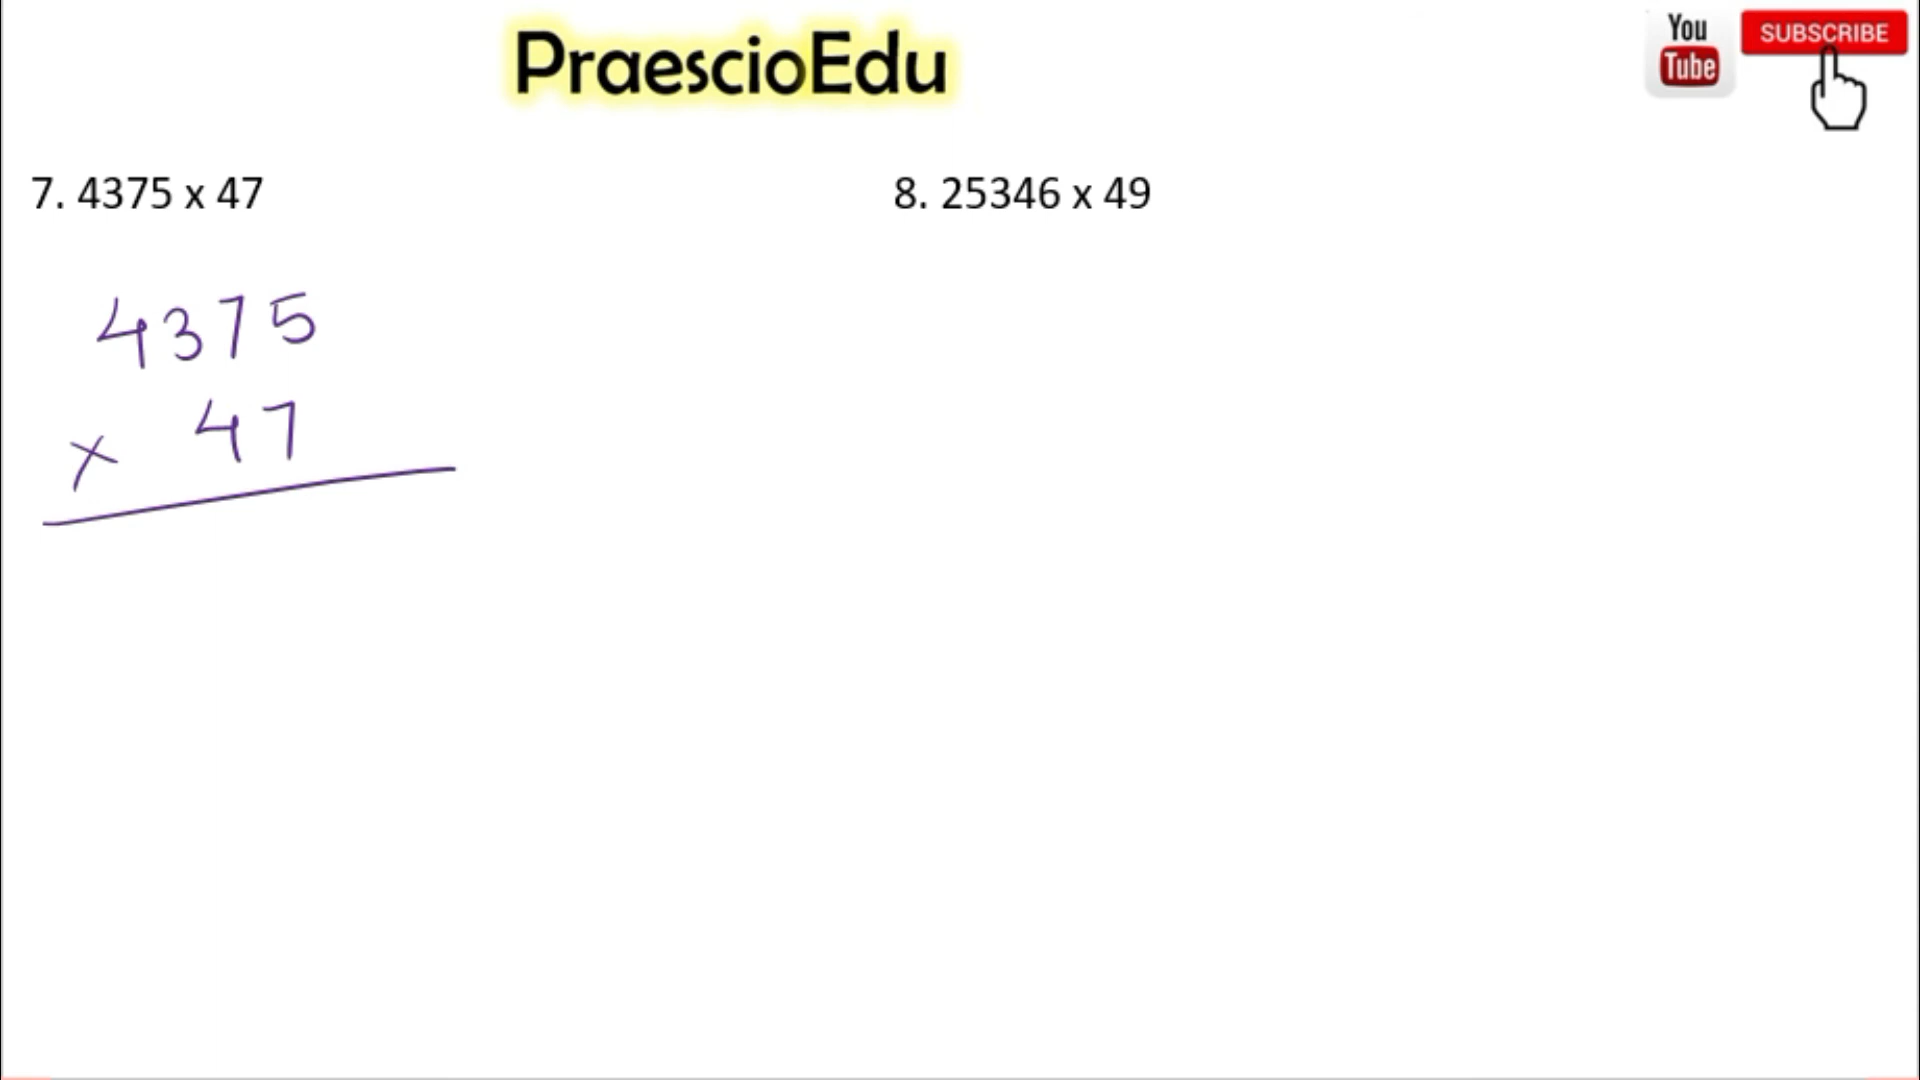 PraescioEdu
You
Tube
SUBSCRIBE
7. 4375 x 47
8. 25346 x 49
4375
x 47